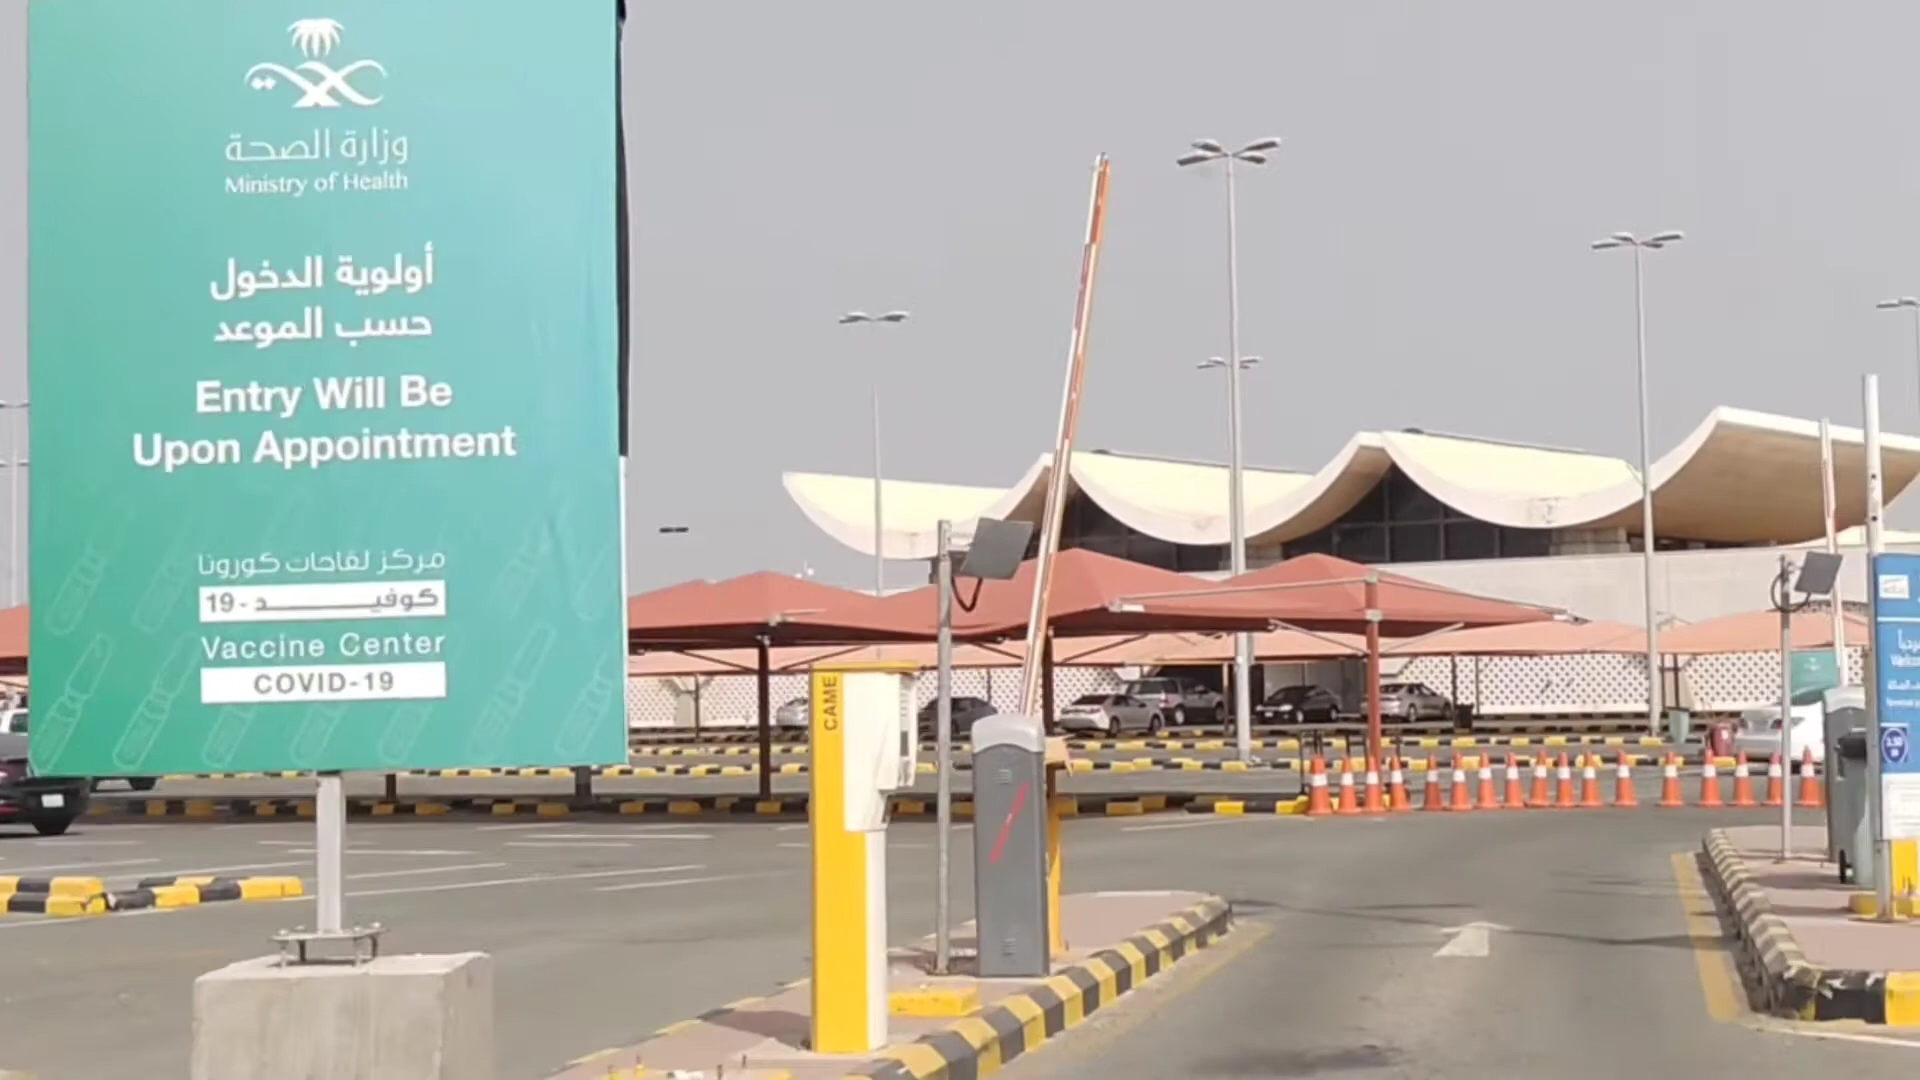 وزارة الصحة
Ministry of Health
أولوية الدخول
حسب الموعد
Entry Will Be
Upon Appointment
مركز لقاحات كورونا
كوفيد - 19
Vaccine Center
COVID-19
CAME